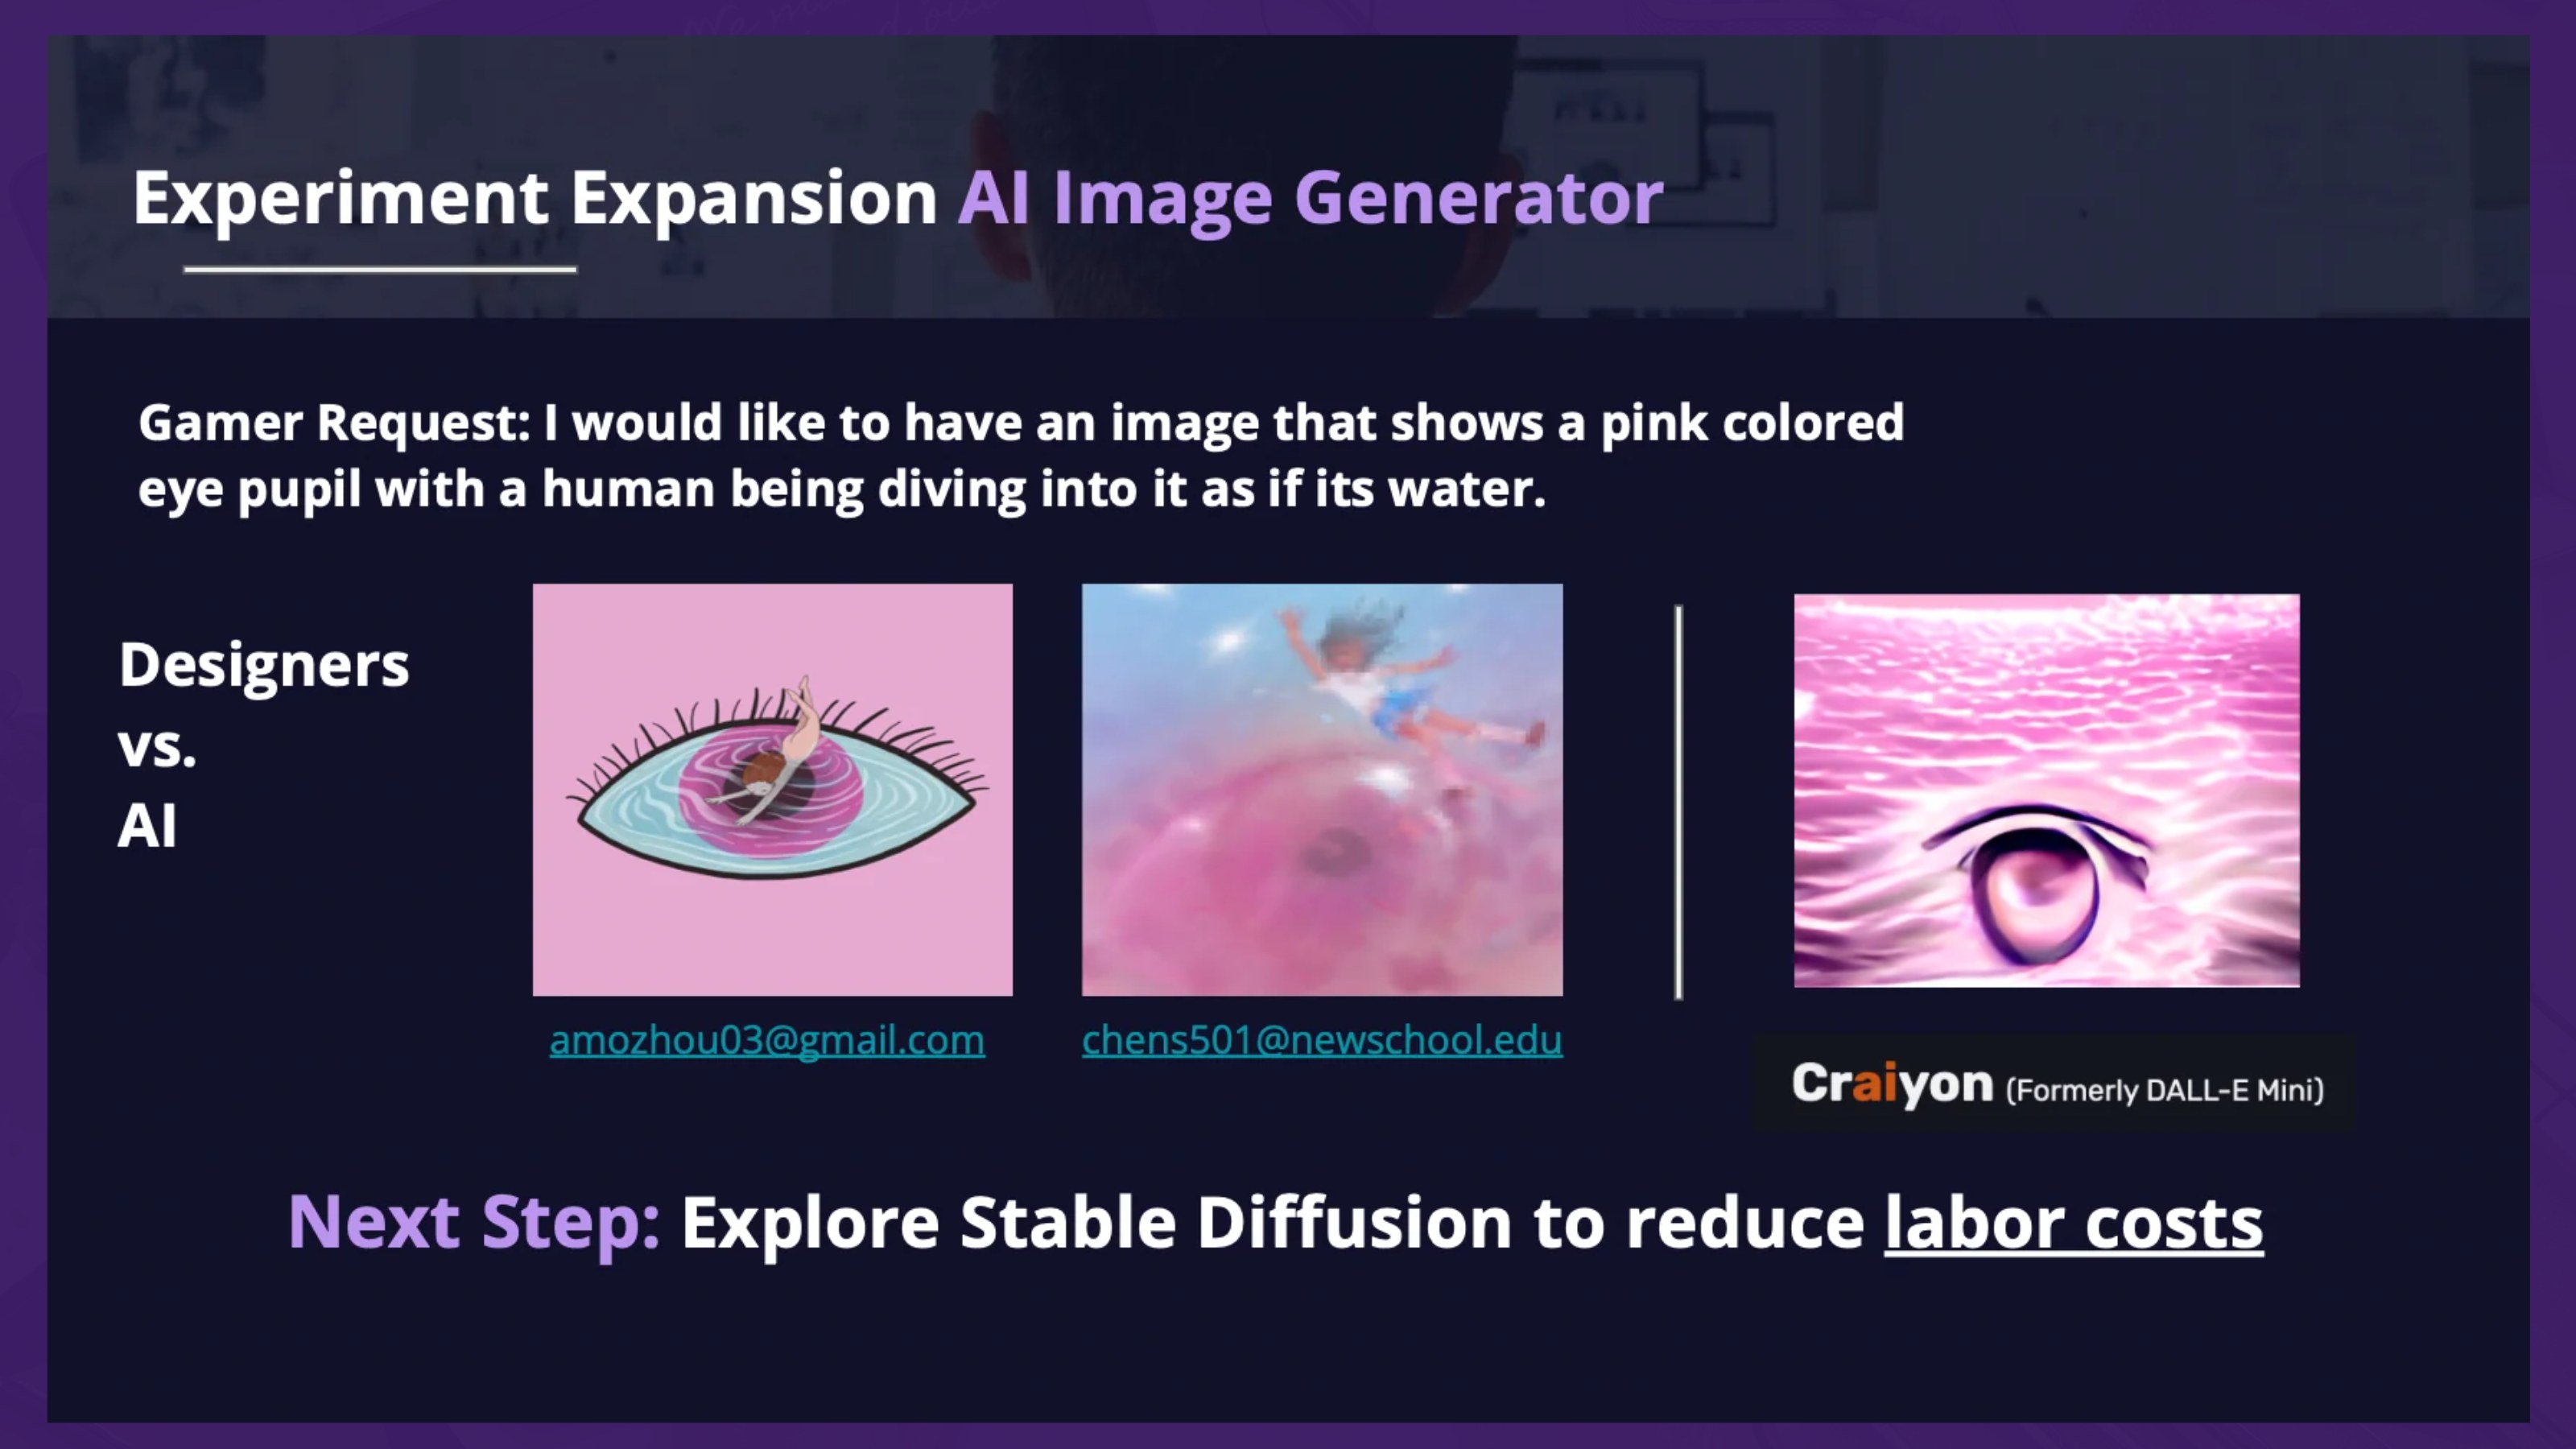 Experiment Expansion AI Image Generator
Gamer Request: I would like to have an image that shows a pink colored
eye pupil with a human being diving into it as if its water.
Designers
vs.
AI
amozhou03@gmail.com
chens501@newschool.edu
Craiyon (Formerly DALL-E Mini)
Next Step: Explore Stable Diffusion to reduce labor costs